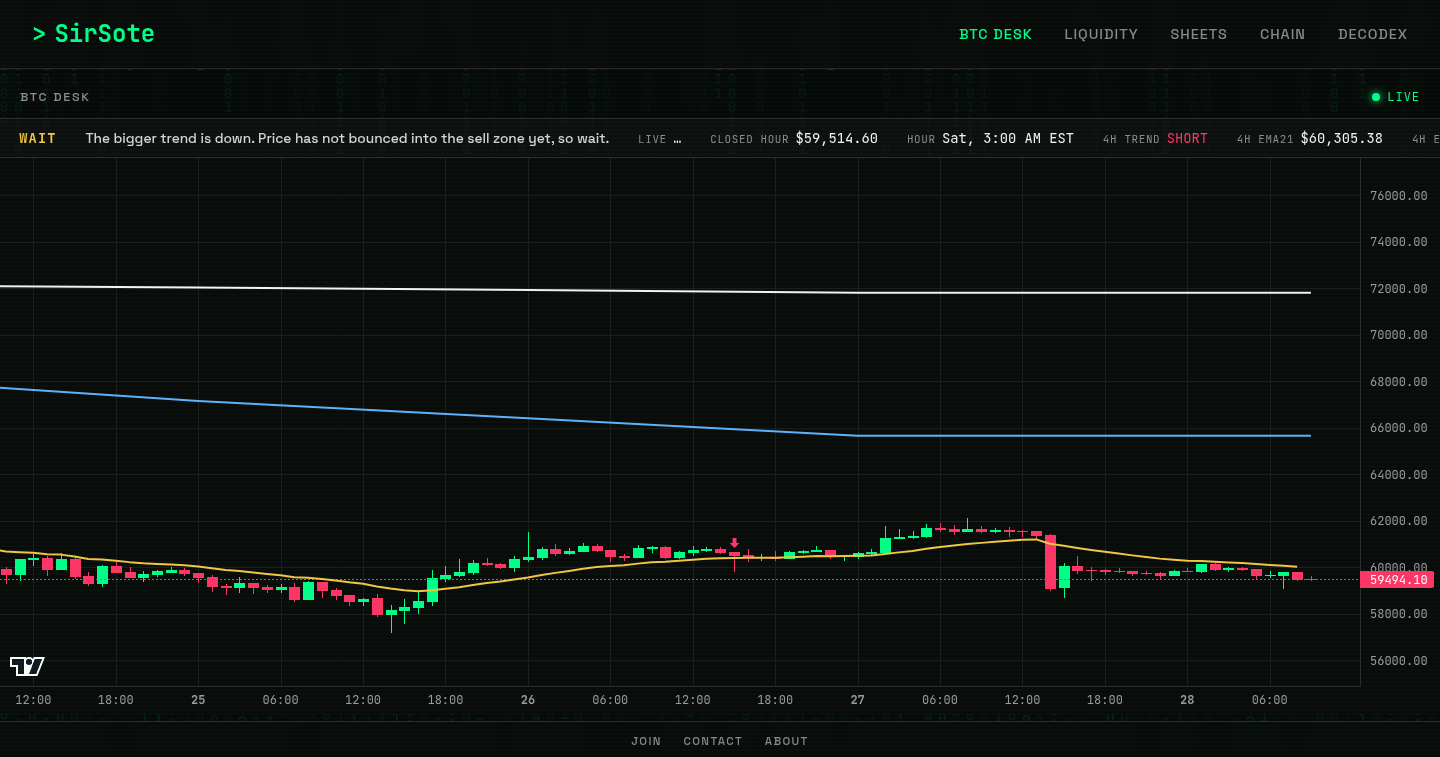 > SirSote
BTC DESK LIQUIDITY SHEETS CHAIN DECODEX
BTC DESK
LIVE
WAIT The bigger trend is down. Price has not bounced into the sell zone yet, so wait. LIVE … CLOSED HOUR $59,514.60 HOUR Sat, 3:00 AM EST 4H TREND SHORT 4H EMA21 $60,305.38 4H E
76000.00
74000.00
72000.00
70000.00
68000.00
66000.00
64000.00
62000.00
60000.00
59494.10
58000.00
56000.00
12:00 18:00 25 06:00 12:00 18:00 26 06:00 12:00 18:00 27 06:00 12:00 18:00 28 06:00
JOIN CONTACT ABOUT